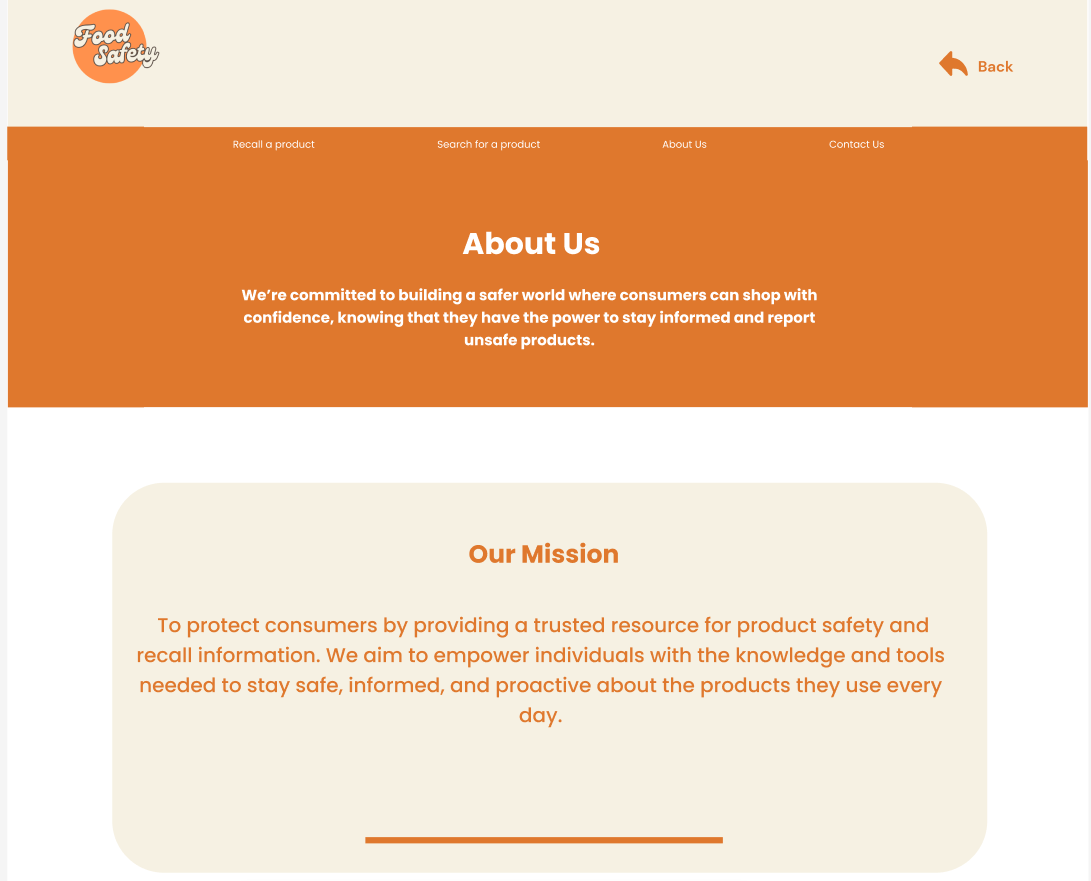 Food
Safety
Back
Recall a product
Search for a product
About Us
Contact Us
About Us
We’re committed to building a safer world where consumers can shop with
confidence, knowing that they have the power to stay informed and report
unsafe products.
Our Mission
To protect consumers by providing a trusted resource for product safety and
recall information. We aim to empower individuals with the knowledge and tools
needed to stay safe, informed, and proactive about the products they use every
day.